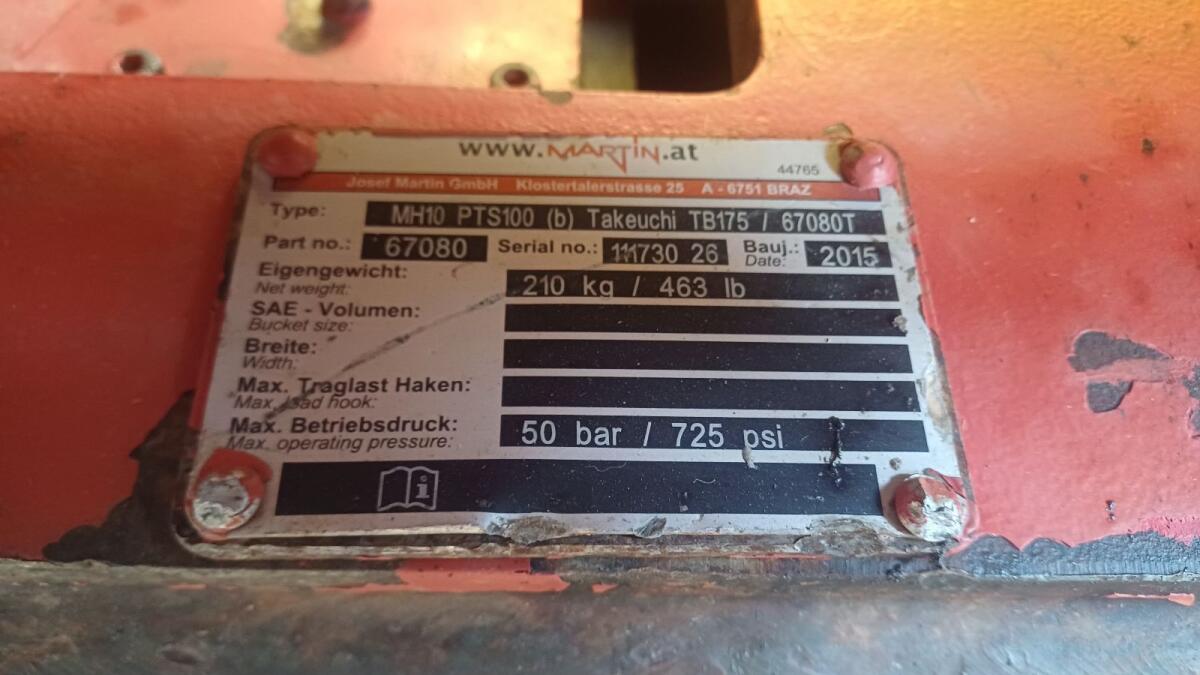 www.MARTIN.at
44765
Josef Martin GmbH Klostertalerstrasse 25 A - 6751 BRAZ
Type: MH10 PTS100 (b) Takeuchi TB175 / 67080T
Part no.: 67080 Serial no.: 111730 26 Bauj.: 2015
Date:
Eigengewicht: 210 kg / 463 lb
Net weight:
SAE - Volumen:
Bucket size:
Breite:
Width:
Max. Traglast Haken:
Max. load hook:
Max. Betriebsdruck: 50 bar / 725 psi
Max. operating pressure: